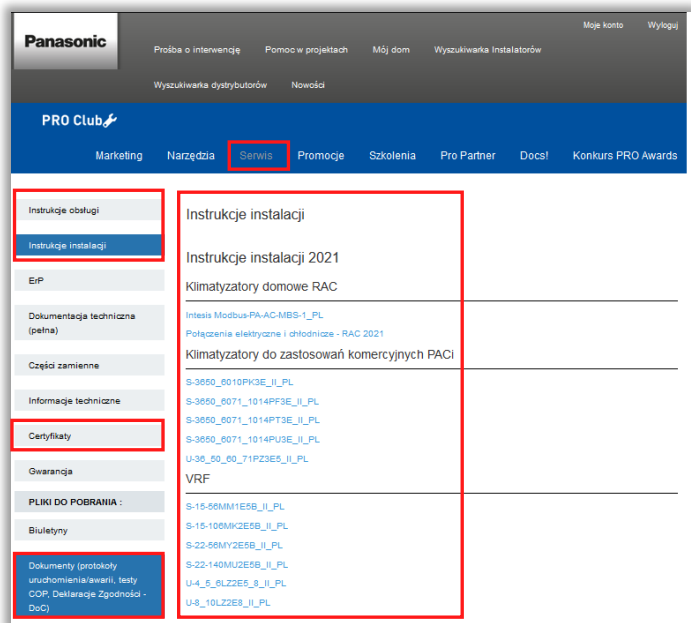 Moje konto Wyloguj
Panasonic
Prośba o interwencję Pomoc w projektach Mój dom Wyszukiwarka Instalatorów
Wyszukiwarka dystrybutorów Nowości
PRO Club
Marketing Narzędzia Serwis Promocje Szkolenia Pro Partner Docs! Konkurs PRO Awards
Instrukcje obsługi
Instrukcje instalacji
ErP
Dokumentacja techniczna
(pełna)
Części zamienne
Informacje techniczne
Certyfikaty
Gwarancja
PLIKI DO POBRANIA :
Biuletyny
Dokumenty (protokoły
uruchomienia/awarii, testy
COP, Deklaracje Zgodności -
DoC)
Instrukcje instalacji
Instrukcje instalacji 2021
Klimatyzatory domowe RAC
Intesis Modbus-PA-AC-MBS-1_PL
Połączenia elektryczne i chłodnicze - RAC 2021
Klimatyzatory do zastosowań komercyjnych PACi
S-3650_6010PK3E_II_PL
S-3650_6071_1014PF3E_II_PL
S-3650_6071_1014PT3E_II_PL
S-3650_6071_1014PU3E_II_PL
U-36_50_60_71PZ3E5_II_PL
VRF
S-15-56MM1E5B_II_PL
S-15-106MK2E5B_II_PL
S-22-56MY2E5B_II_PL
S-22-140MU2E5B_II_PL
U-4_5_6LZ2E5_8_II_PL
U-8_10LZ2E8_II_PL